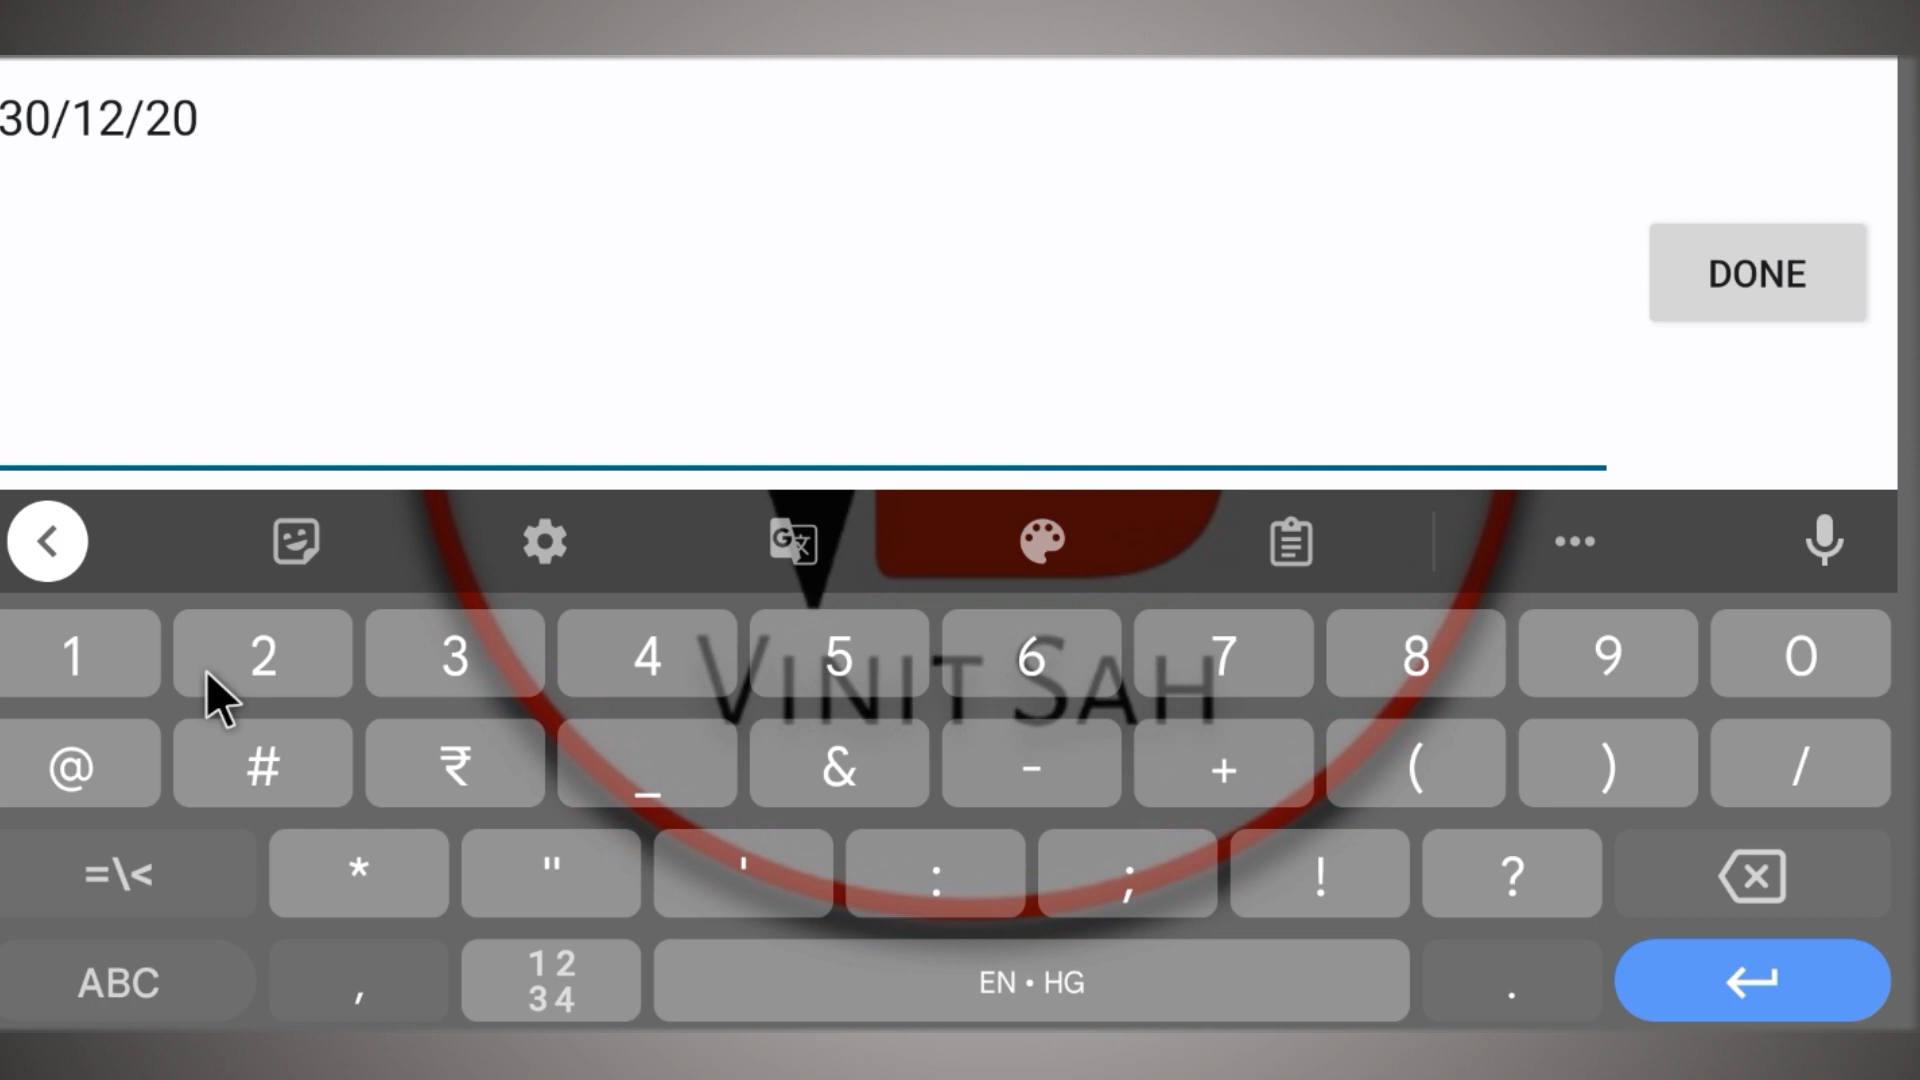 30/12/20
DONE
1 2 3 4 5 6 7 8 9 0
VINIT SAH
@ # ₹ _ & - + ( ) /
=\< * " ' : ; ! ?
ABC , 12 34 EN • HG .